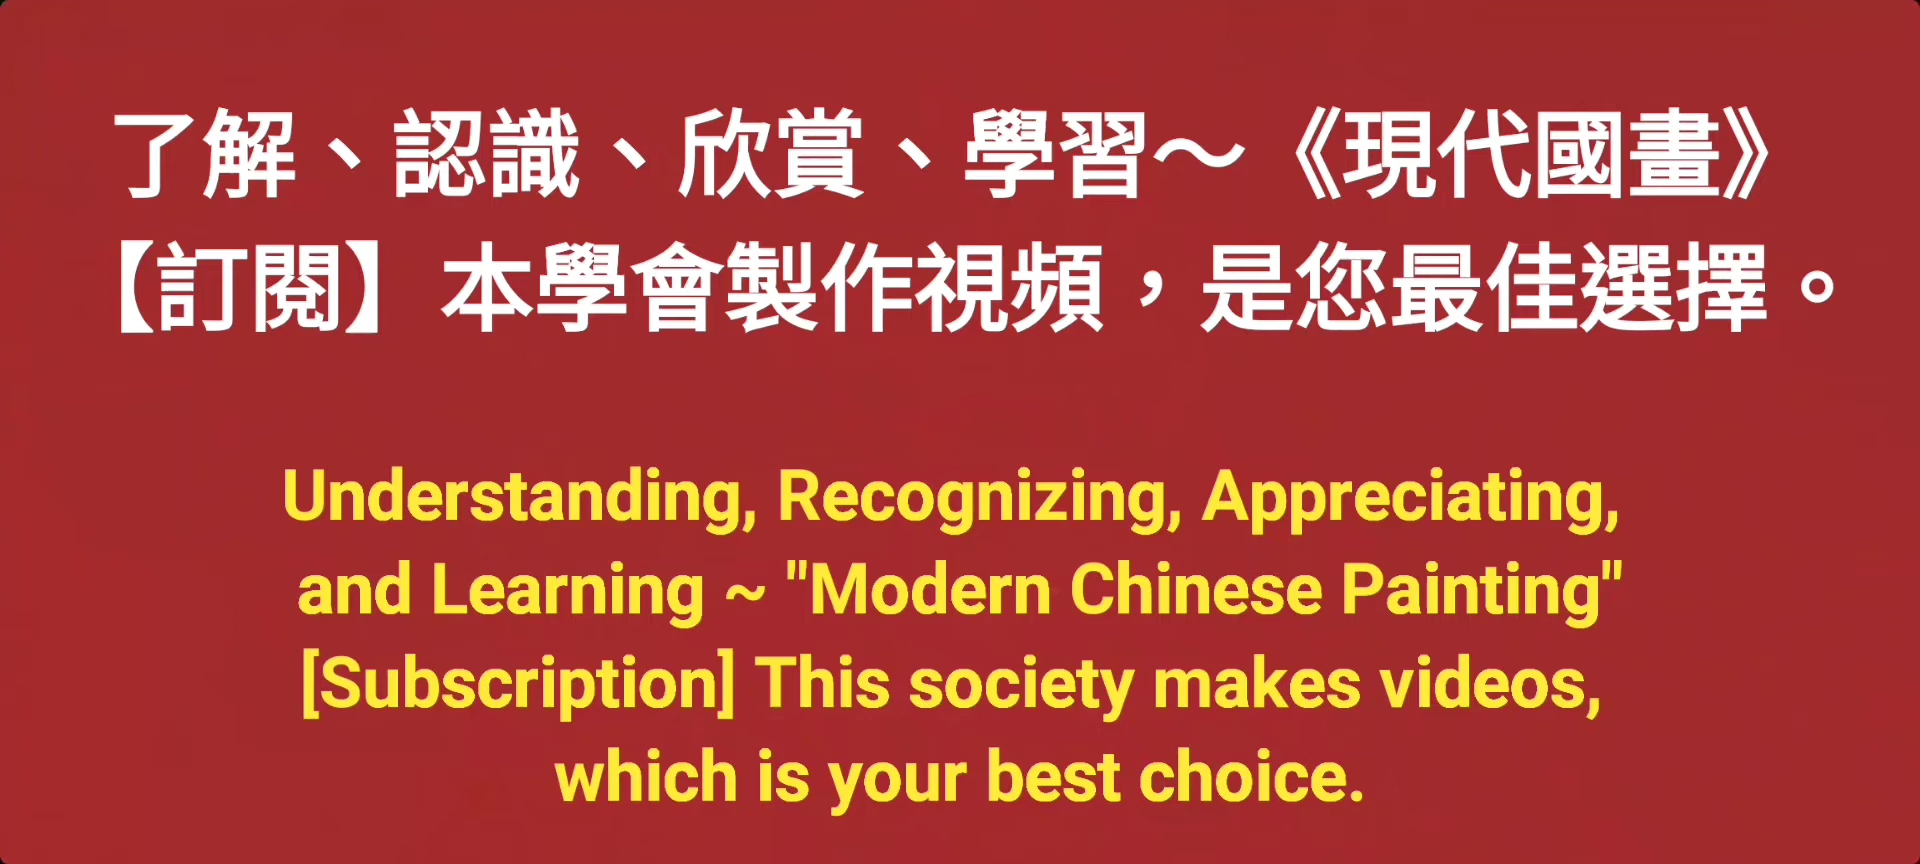 了解、認識、欣賞、學習～《現代國畫》
【訂閱】本學會製作視頻，是您最佳選擇。
Understanding, Recognizing, Appreciating,
and Learning ~ "Modern Chinese Painting"
[Subscription] This society makes videos,
which is your best choice.